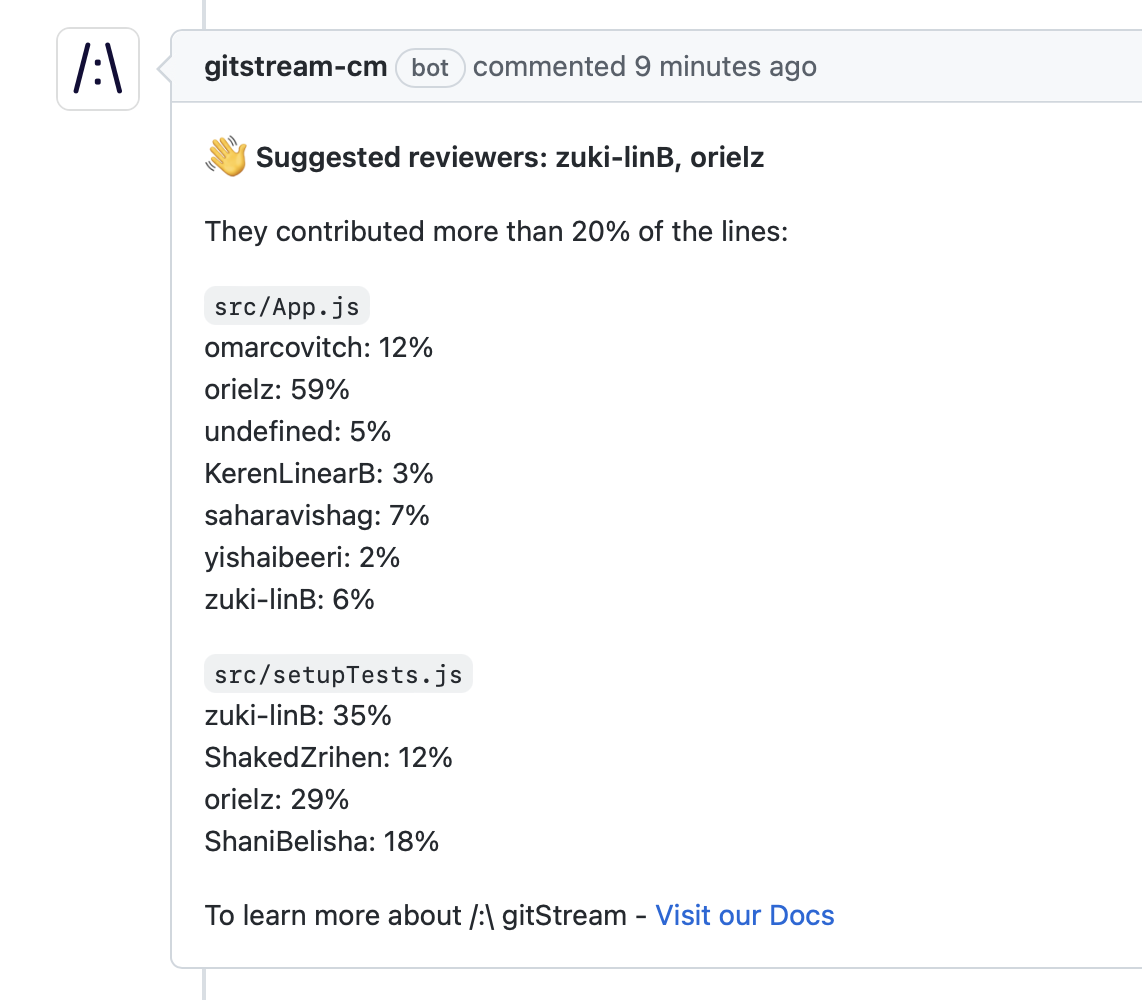 /:\
gitstream-cm bot commented 9 minutes ago
👋 Suggested reviewers: zuki-linB, orielz
They contributed more than 20% of the lines:
src/App.js
omarcovitch: 12%
orielz: 59%
undefined: 5%
KerenLinearB: 3%
saharavishag: 7%
yishaibeeri: 2%
zuki-linB: 6%
src/setupTests.js
zuki-linB: 35%
ShakedZrihen: 12%
orielz: 29%
ShaniBelisha: 18%
To learn more about /:\ gitStream - Visit our Docs